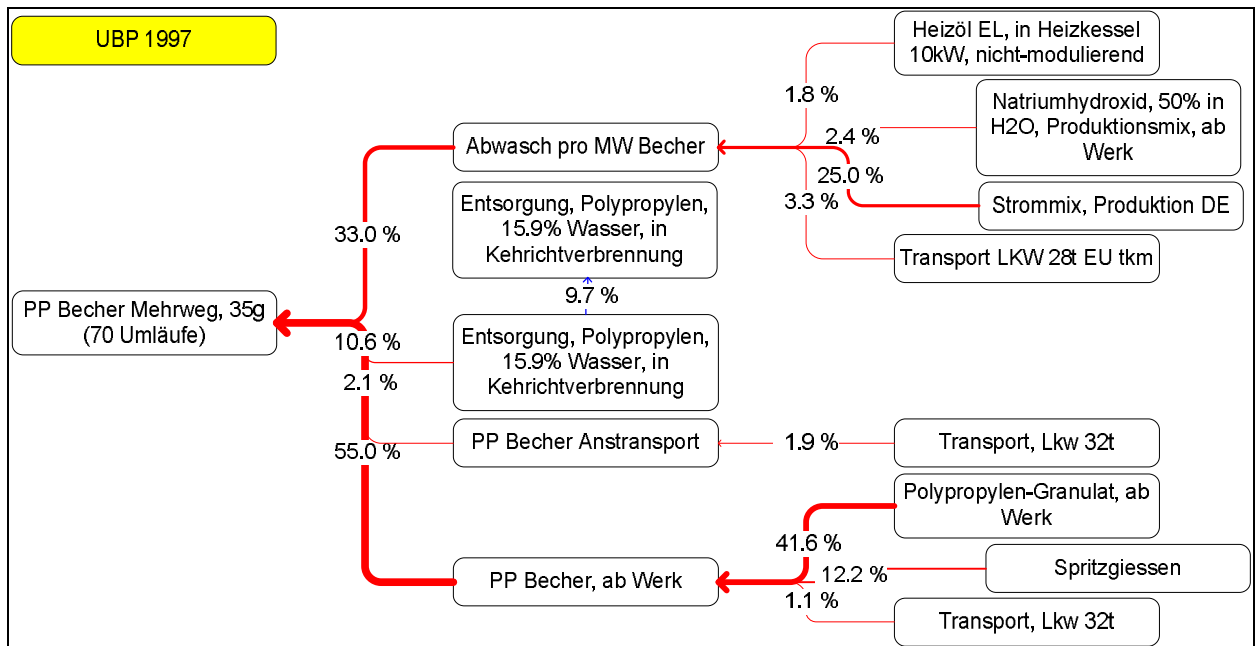 UBP 1997
Heizöl EL, in Heizkessel
10kW, nicht-modulierend
1.8 %
Natriumhydroxid, 50% in
H2O, Produktionsmix, ab
Werk
2.4 %
Abwasch pro MW Becher
25.0 %
Strommix, Produktion DE
3.3 %
Transport LKW 28t EU tkm
33.0 %
Entsorgung, Polypropylen,
15.9% Wasser, in
Kehrichtverbrennung
9.7 %
PP Becher Mehrweg, 35g
(70 Umläufe)
10.6 %
Entsorgung, Polypropylen,
15.9% Wasser, in
Kehrichtverbrennung
2.1 %
PP Becher Anstransport
1.9 %
Transport, Lkw 32t
55.0 %
Polypropylen-Granulat, ab
Werk
41.6 %
PP Becher, ab Werk
12.2 %
Spritzgiessen
1.1 %
Transport, Lkw 32t